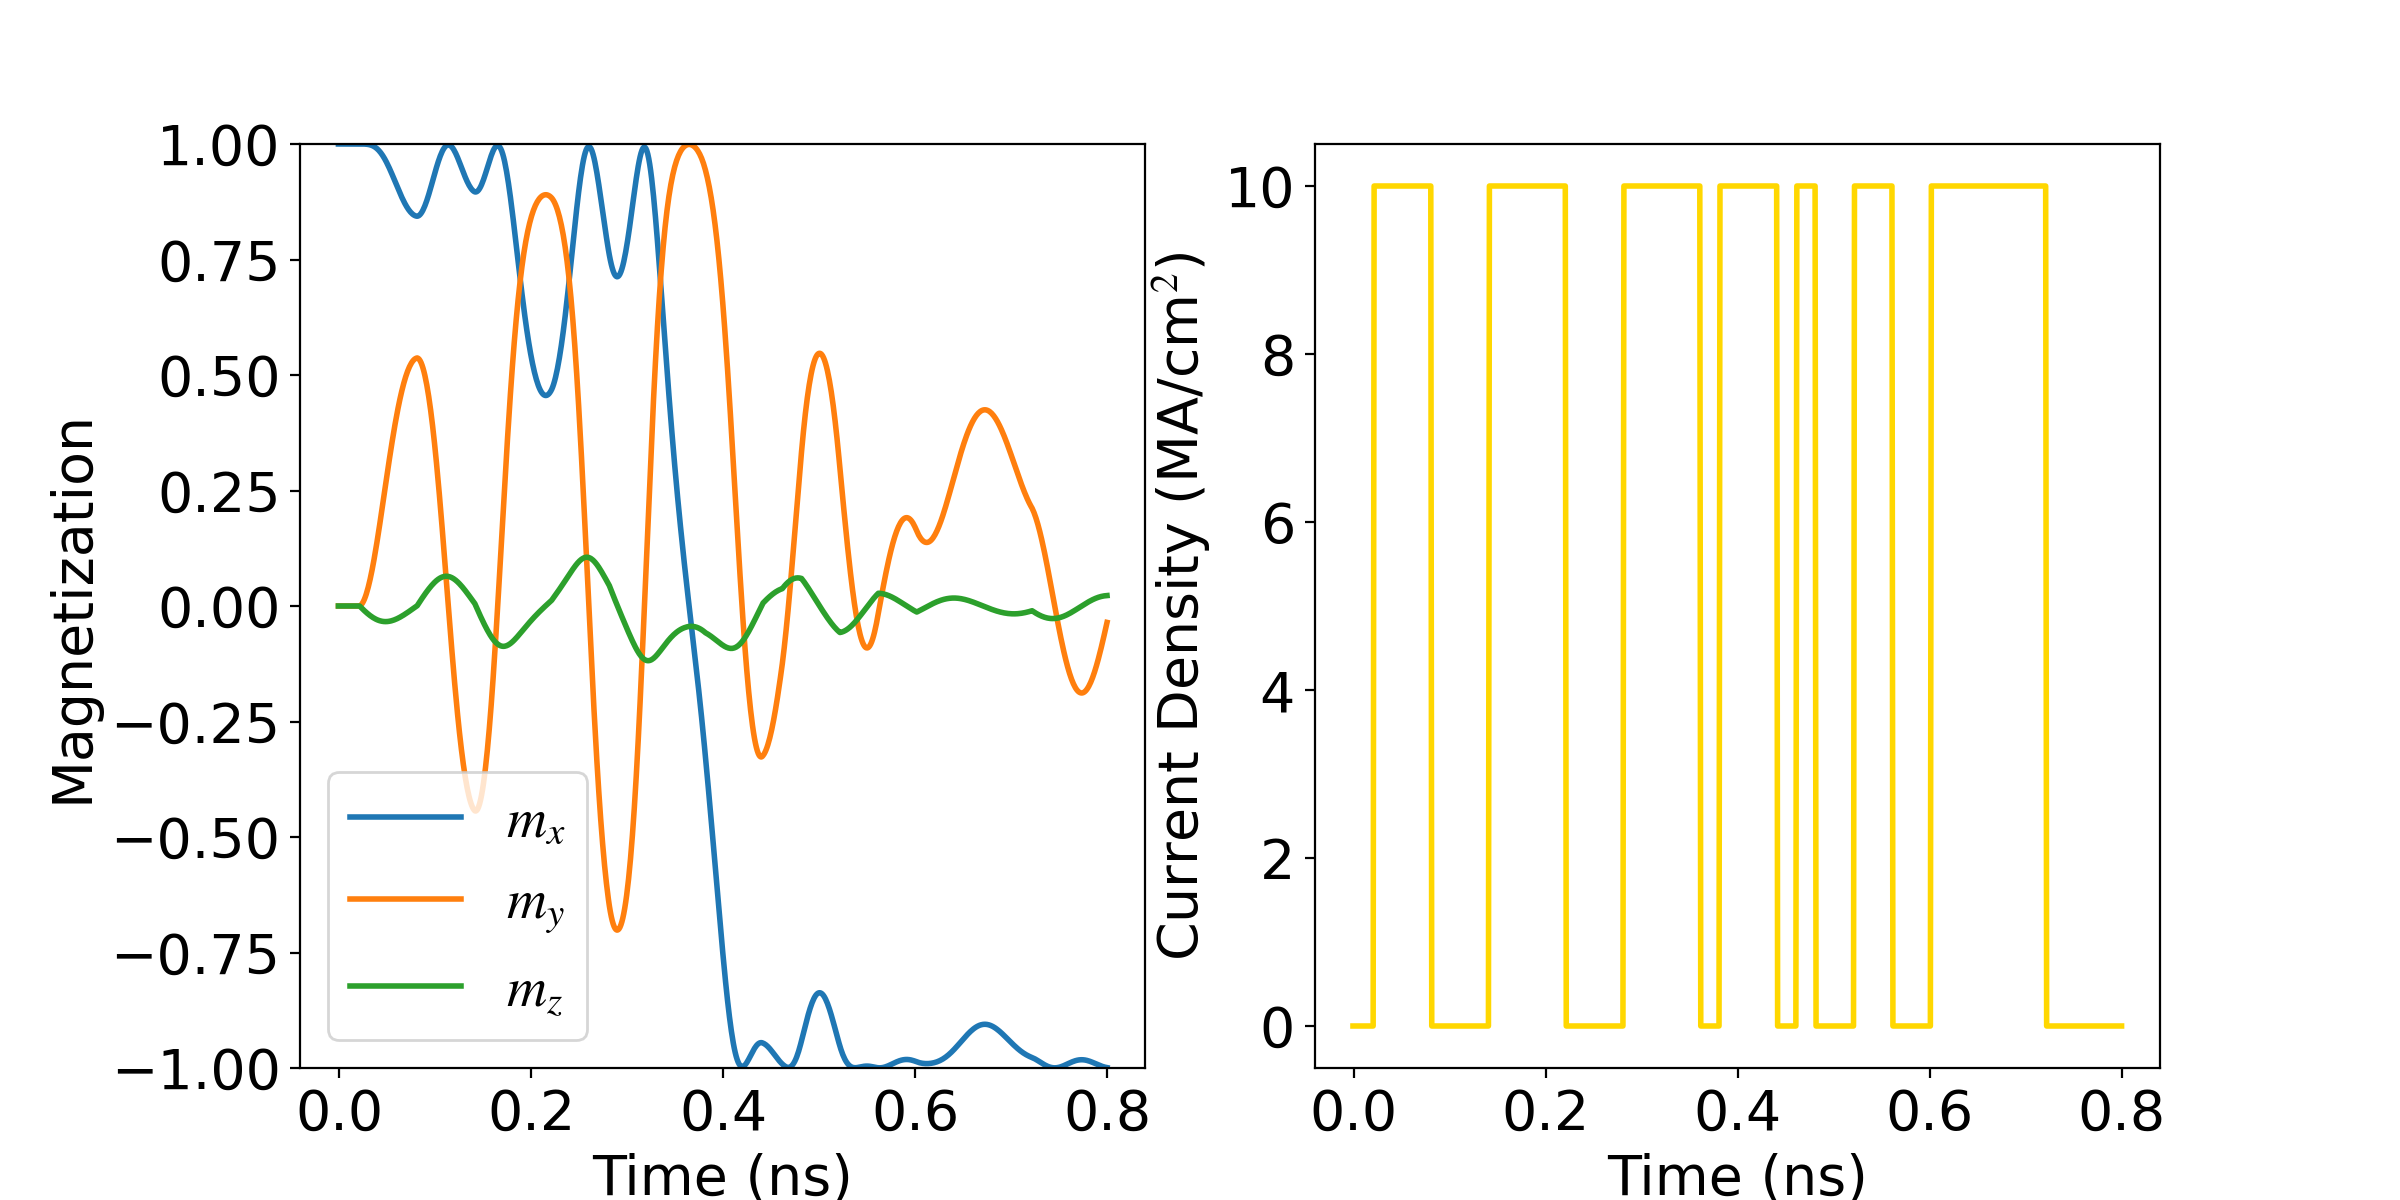 Magnetization
1.00
0.75
0.50
0.25
0.00
−0.25
−0.50
−0.75
−1.00
m_x
m_y
m_z
0.0 0.2 0.4 0.6 0.8
Time (ns)
Current Density (MA/cm²)
10
8
6
4
2
0
0.0 0.2 0.4 0.6 0.8
Time (ns)